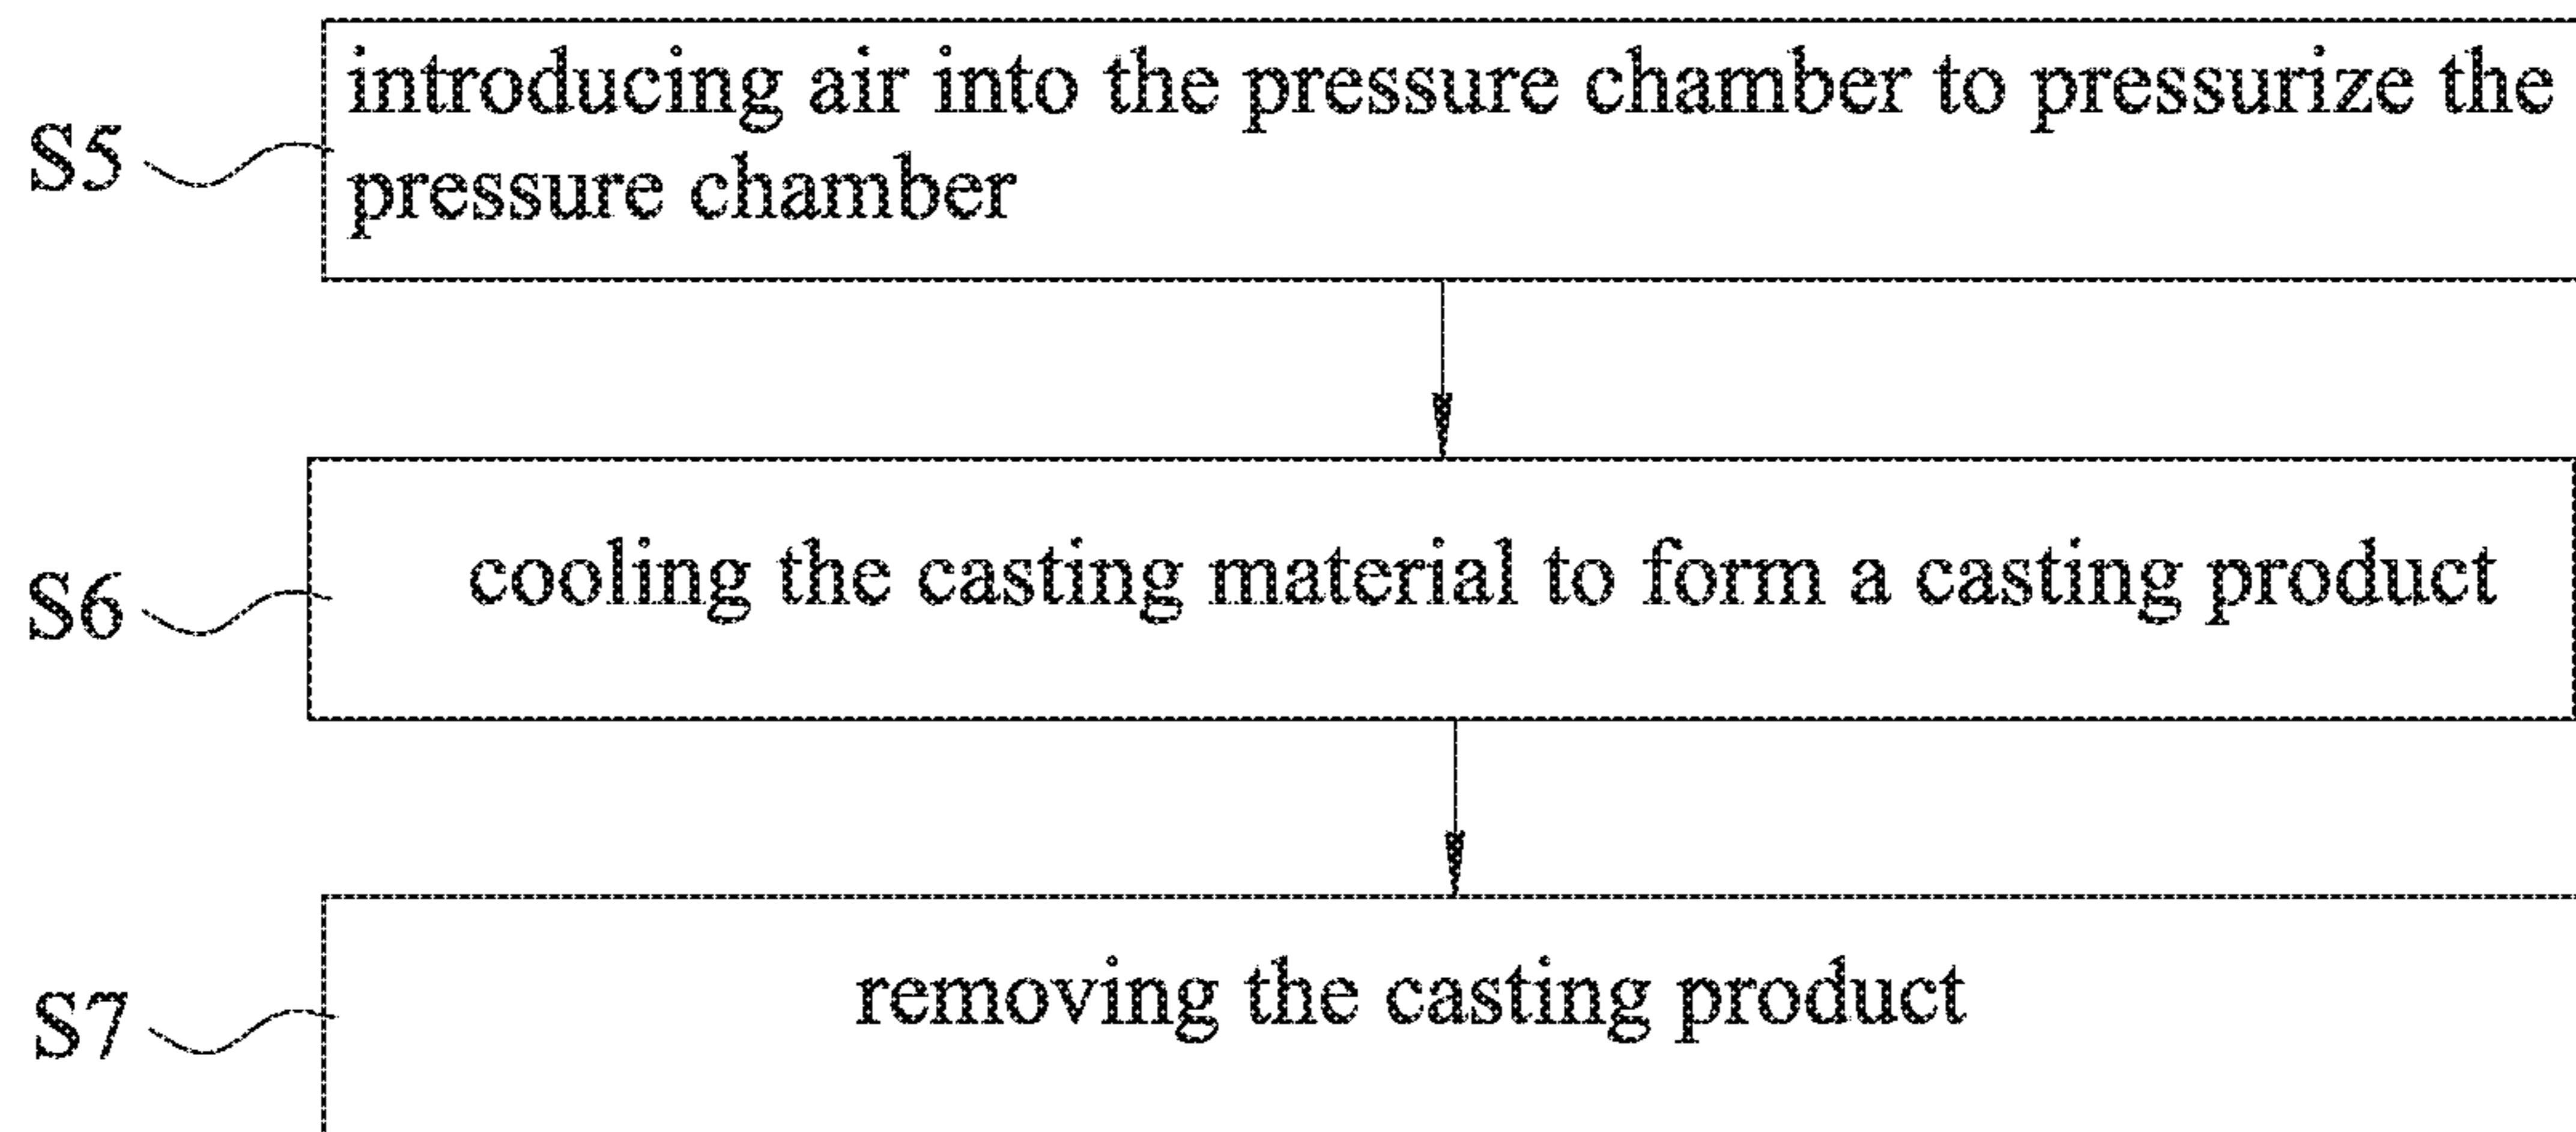 introducing air into the pressure chamber to pressurize the
S5
pressure chamber
S6
cooling the casting material to form a casting product
S7
removing the casting product